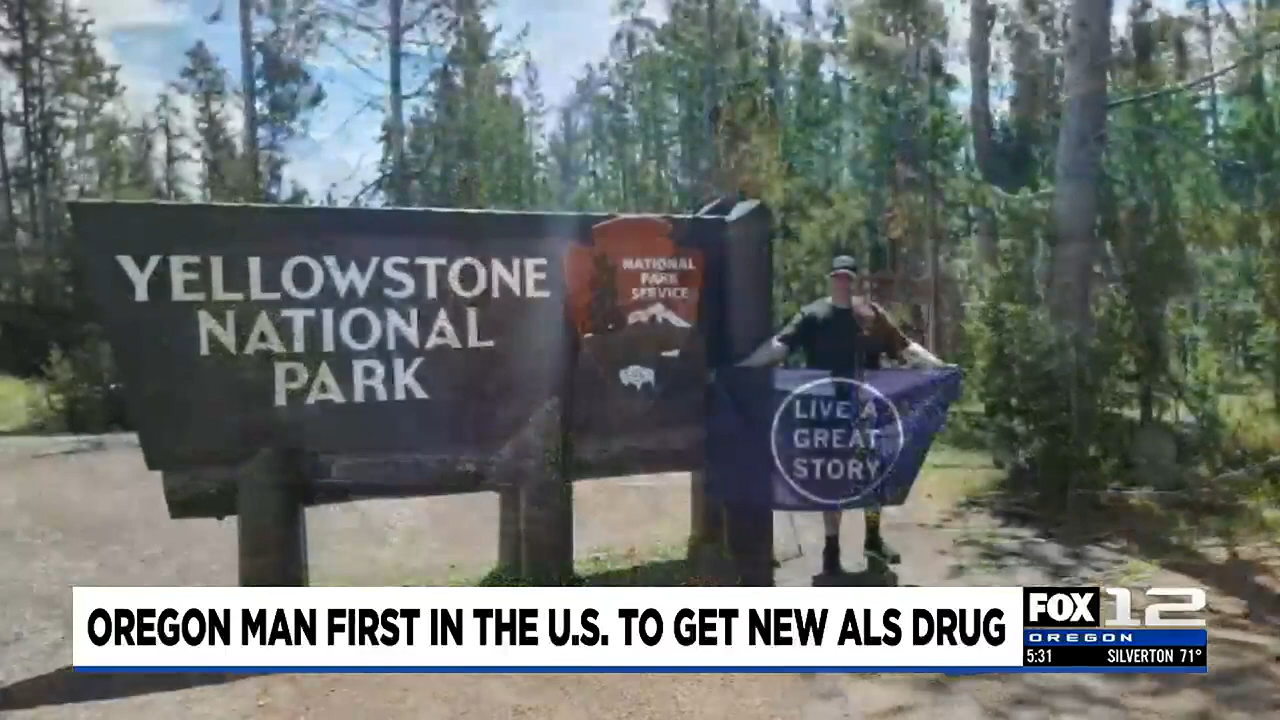 YELLOWSTONE
NATIONAL
PARK
NATIONAL
PARK
SERVICE
LIVE A
GREAT
STORY
OREGON MAN FIRST IN THE U.S. TO GET NEW ALS DRUG
FOX 12
OREGON
5:31 SILVERTON 71°